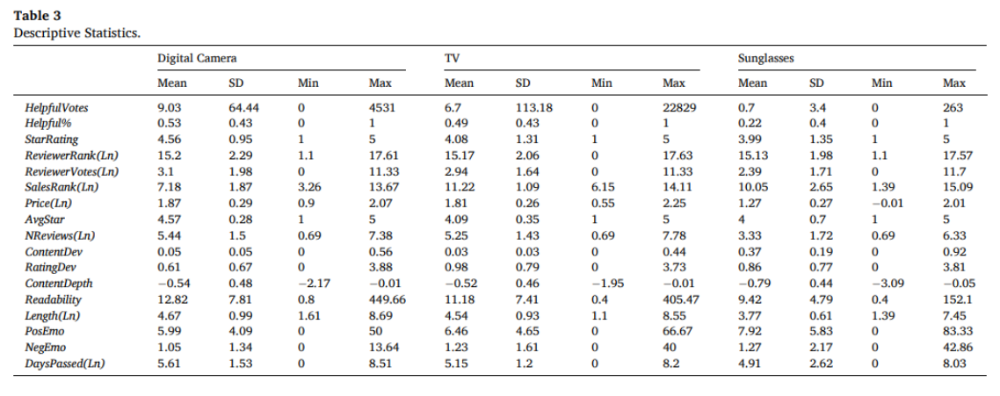 Table 3
Descriptive Statistics.
Digital Camera TV Sunglasses
Mean SD Min Max Mean SD Min Max Mean SD Min Max
HelpfulVotes 9.03 64.44 0 4531 6.7 113.18 0 22829 0.7 3.4 0 263
Helpful% 0.53 0.43 0 1 0.49 0.43 0 1 0.22 0.4 0 1
StarRating 4.56 0.95 1 5 4.08 1.31 1 5 3.99 1.35 1 5
ReviewerRank(Ln) 15.2 2.29 1.1 17.61 15.17 2.06 0 17.63 15.13 1.98 1.1 17.57
ReviewerVotes(Ln) 3.1 1.98 0 11.33 2.94 1.64 0 11.33 2.39 1.71 0 11.7
SalesRank(Ln) 7.18 1.87 3.26 13.67 11.22 1.09 6.15 14.11 10.05 2.65 1.39 15.09
Price(Ln) 1.87 0.29 0.9 2.07 1.81 0.26 0.55 2.25 1.27 0.27 −0.01 2.01
AvgStar 4.57 0.28 1 5 4.09 0.35 1 5 4 0.7 1 5
NReviews(Ln) 5.44 1.5 0.69 7.38 5.25 1.43 0.69 7.78 3.33 1.72 0.69 6.33
ContentDev 0.05 0.05 0 0.56 0.03 0.03 0 0.44 0.37 0.19 0 0.92
RatingDev 0.61 0.67 0 3.88 0.98 0.79 0 3.73 0.86 0.77 0 3.81
ContentDepth −0.54 0.48 −2.17 −0.01 −0.52 0.46 −1.95 −0.01 −0.79 0.44 −3.09 −0.05
Readability 12.82 7.81 0.8 449.66 11.18 7.41 0.4 405.47 9.42 4.79 0.4 152.1
Length(Ln) 4.67 0.99 1.61 8.69 4.54 0.93 1.1 8.55 3.77 0.61 1.39 7.45
PosEmo 5.99 4.09 0 50 6.46 4.65 0 66.67 7.92 5.83 0 83.33
NegEmo 1.05 1.34 0 13.64 1.23 1.61 0 40 1.27 2.17 0 42.86
DaysPassed(Ln) 5.61 1.53 0 8.51 5.15 1.2 0 8.2 4.91 2.62 0 8.03